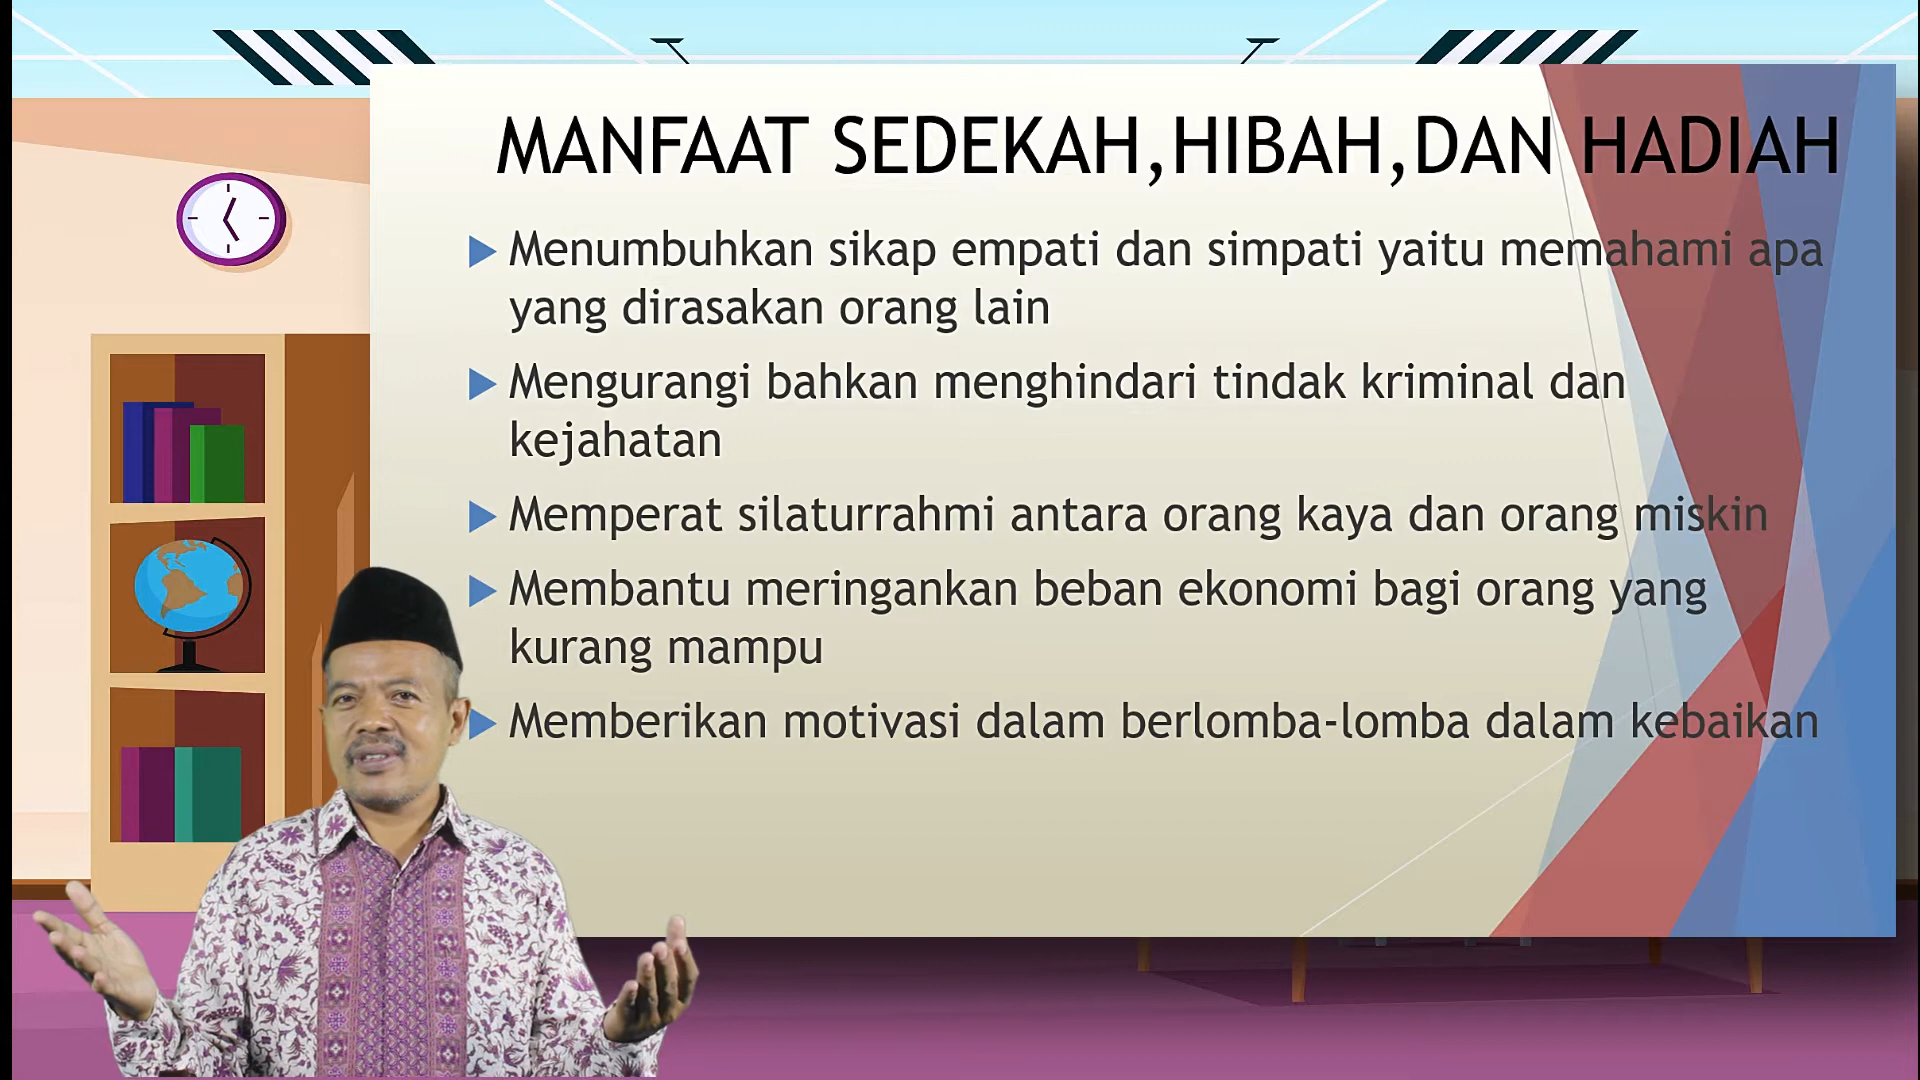 MANFAAT SEDEKAH,HIBAH,DAN HADIAH
Menumbuhkan sikap empati dan simpati yaitu memahami apa
yang dirasakan orang lain
Mengurangi bahkan menghindari tindak kriminal dan
kejahatan
Memperat silaturrahmi antara orang kaya dan orang miskin
Membantu meringankan beban ekonomi bagi orang yang
kurang mampu
Memberikan motivasi dalam berlomba-lomba dalam kebaikan